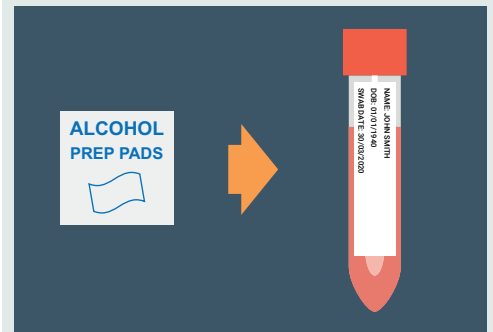 ALCOHOL
PREP PADS
NAME: JOHN SMITH
DOB: 01/01/1940
SWAB DATE: 30/03/2020